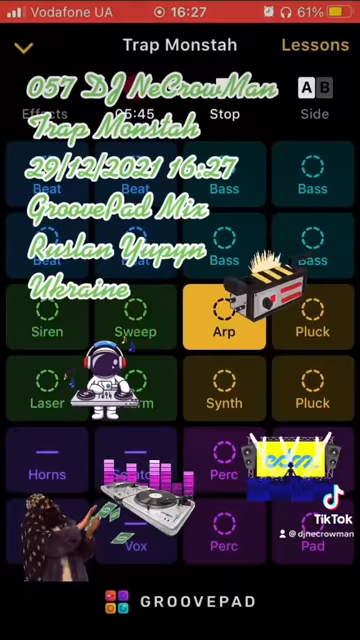 Vodafone UA 16:27 61%
Trap Monstah Lessons
057 DJ NeCrowMan
Effects 05:45 Stop Side
A B
Trap Monstah
29/12/2021 16:27
Beat Beat Bass Bass
GroovePad Mix
Ruslan Yupyn
Beat Beat Bass Bass
Ukraine
Siren Sweep Arp Pluck
Laser Synth Pluck
Horns Scratch Perc
edm
Vox Perc Pad
TikTok
@djnecrowman
GROOVEPAD